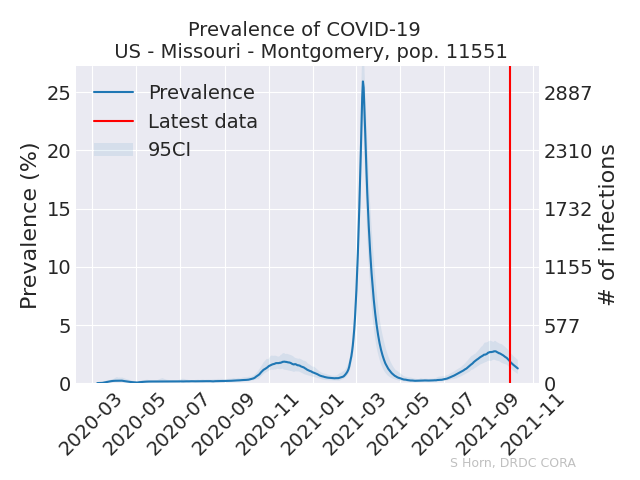 Prevalence of COVID-19
US - Missouri - Montgomery, pop. 11551
Prevalence
Latest data
95CI
Prevalence (%)
25
20
15
10
5
0
2887
2310
1732
1155
577
0
# of infections
2020-03
2020-05
2020-07
2020-09
2020-11
2021-01
2021-03
2021-05
2021-07
2021-09
2021-11
S Horn, DRDC CORA